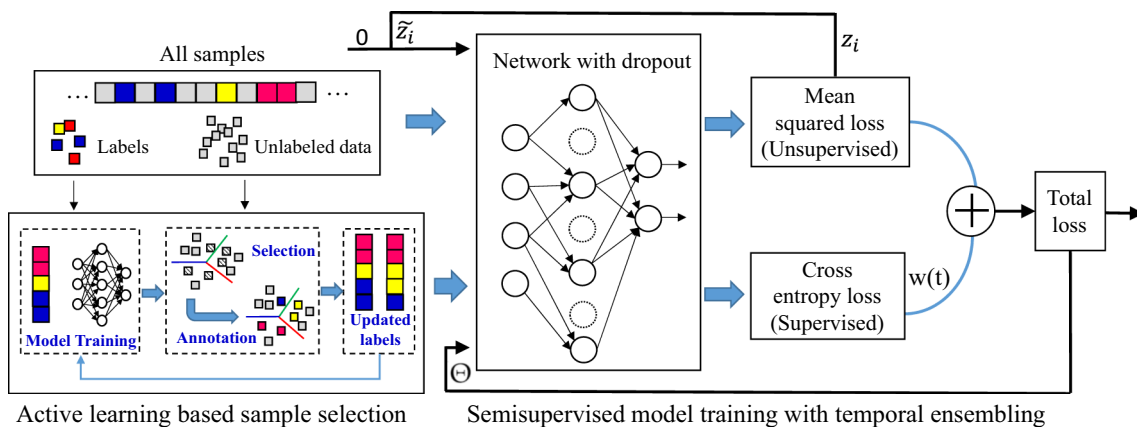 All samples
0
z̃ᵢ
zᵢ
… …
Labels
Unlabeled data
Network with dropout
Mean
squared loss
(Unsupervised)
Cross
entropy loss
(Supervised)
w(t)
+
Total
loss
Θ
Selection
Annotation
Model Training
Updated
labels
Active learning based sample selection
Semisupervised model training with temporal ensembling